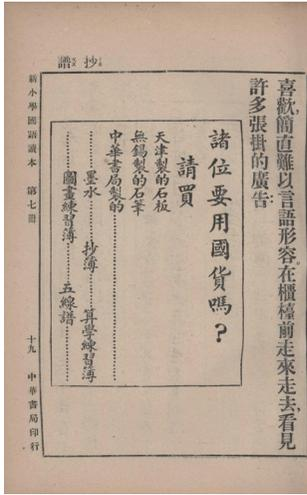 喜歡,簡直難以言語形容.在櫃檯前走來走去,看見
許多張掛的廣告:
諸位要用國貨嗎?
請買
天津製的石板
無錫製的石筆
中華書局製的
墨水 抄簿 算學練習簿
圖畫練習簿 五線譜
抄 譜
新小學國語讀本 第七冊 十九 中華書局印行